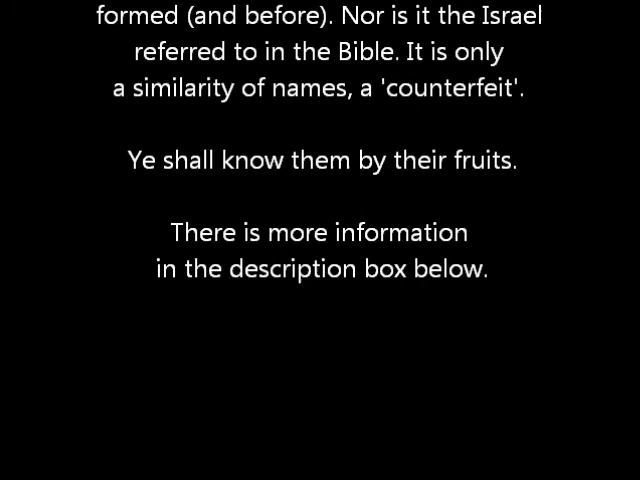 formed (and before). Nor is it the Israel
referred to in the Bible. It is only
a similarity of names, a 'counterfeit'.
Ye shall know them by their fruits.
There is more information
in the description box below.